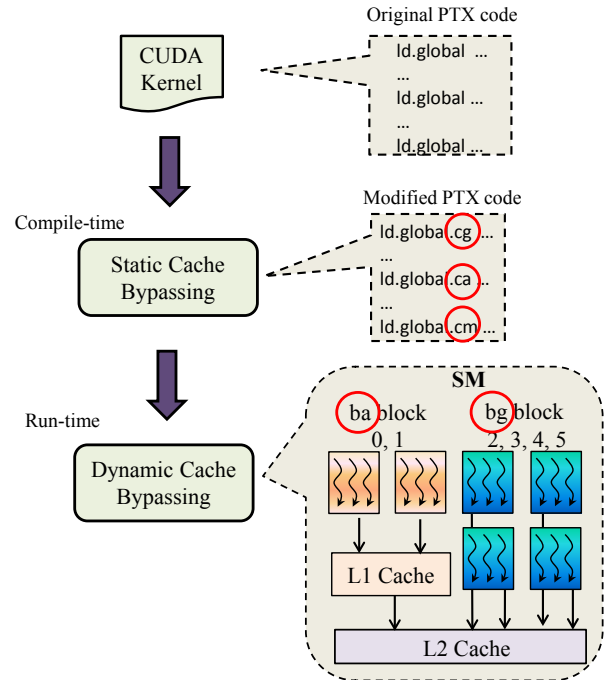 Original PTX code
CUDA
Kernel
ld.global ...
...
ld.global ...
...
ld.global ...
Compile-time
Modified PTX code
Static Cache
Bypassing
ld.global.cg ...
...
ld.global.ca ...
...
ld.global.cm ...
Run-time
Dynamic Cache
Bypassing
SM
ba block
0, 1
bg block
2, 3, 4, 5
L1 Cache
L2 Cache